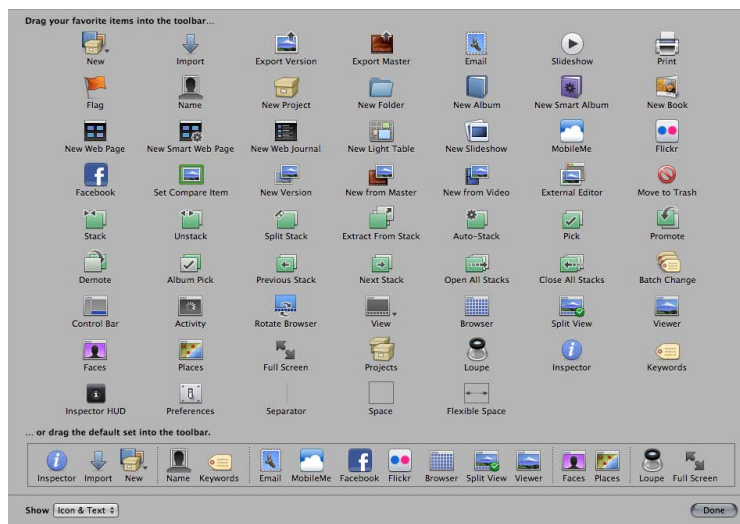 Drag your favorite items into the toolbar...
New Import Export Version Export Master Email Slideshow Print
Flag Name New Project New Folder New Album New Smart Album New Book
New Web Page New Smart Web Page New Web Journal New Light Table New Slideshow MobileMe Flickr
Facebook Set Compare Item New Version New from Master New from Video External Editor Move to Trash
Stack Unstack Split Stack Extract From Stack Auto-Stack Pick Promote
Demote Album Pick Previous Stack Next Stack Open All Stacks Close All Stacks Batch Change
Control Bar Activity Rotate Browser View Browser Split View Viewer
Faces Places Full Screen Projects Loupe Inspector Keywords
Inspector HUD Preferences Separator Space Flexible Space
... or drag the default set into the toolbar.
Inspector Import New Name Keywords Email MobileMe Facebook Flickr Browser Split View Viewer Faces Places Loupe Full Screen
Show Icon & Text Done